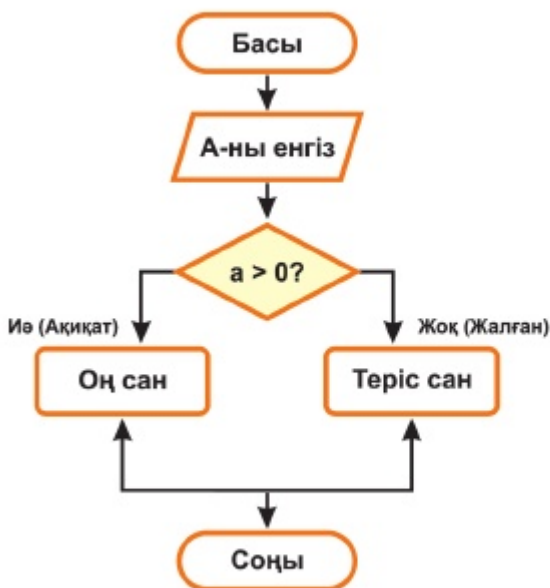 Басы
А-ны енгіз
a > 0?
Иә (Ақиқат)
Жоқ (Жалған)
Оң сан
Теріс сан
Соңы